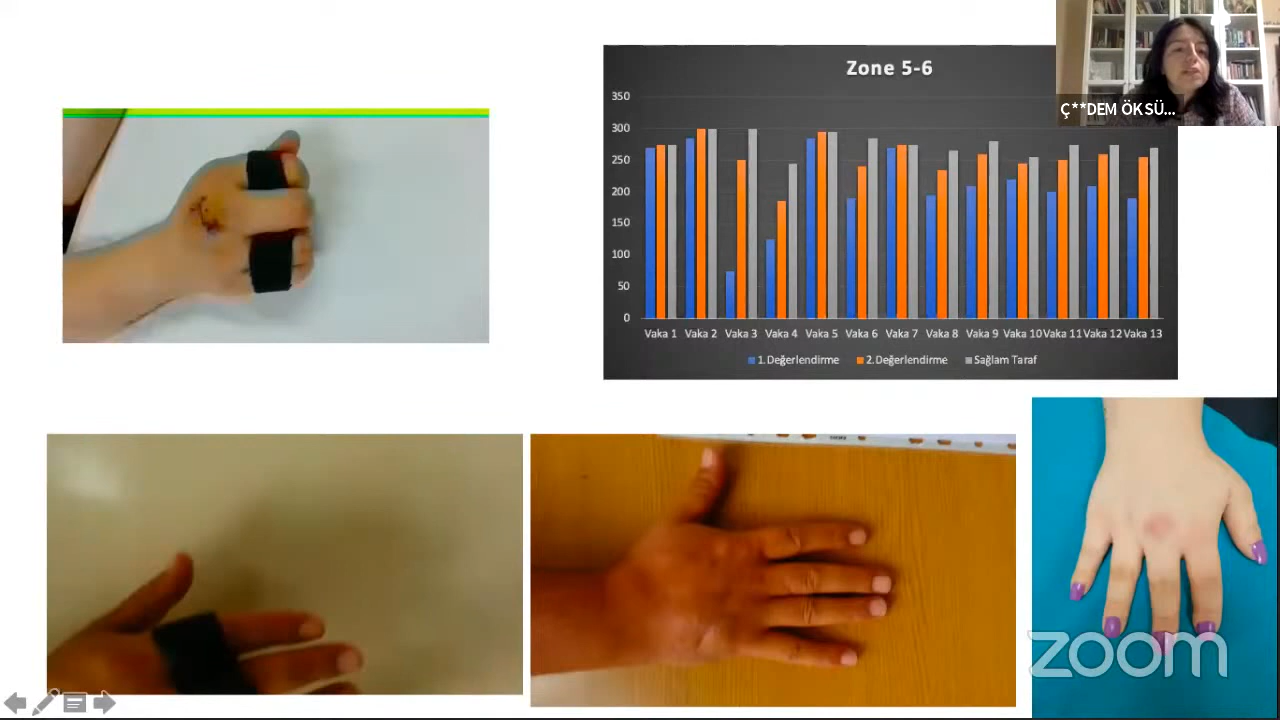 Zone 5-6
Ç**DEM ÖKSÜ...
350
300
250
200
150
100
50
0
Vaka 1 Vaka 2 Vaka 3 Vaka 4 Vaka 5 Vaka 6 Vaka 7 Vaka 8 Vaka 9 Vaka 10 Vaka 11 Vaka 12 Vaka 13
1.Değerlendirme 2.Değerlendirme Sağlam Taraf
zoom